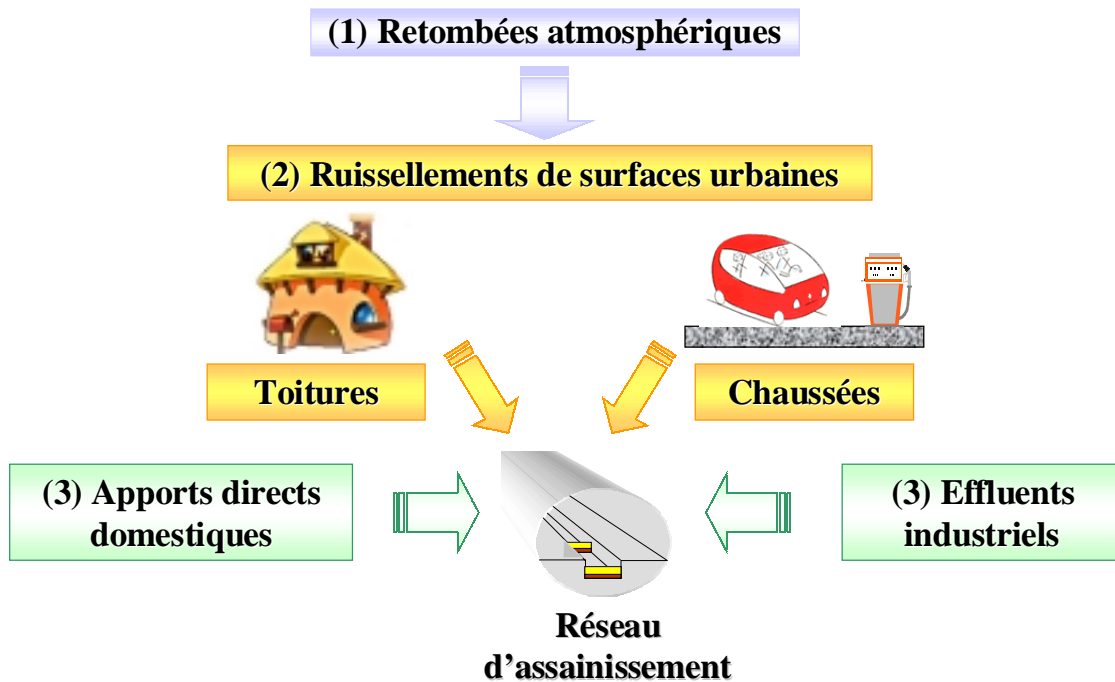 (1) Retombées atmosphériques
(2) Ruissellements de surfaces urbaines
Toitures
Chaussées
(3) Apports directs
domestiques
(3) Effluents
industriels
Réseau
d’assainissement